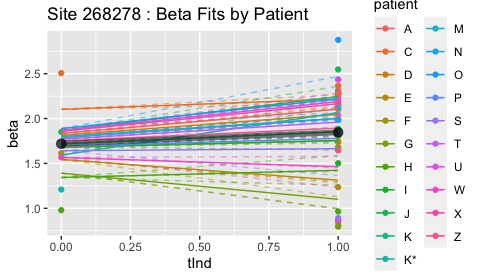 Site 268278 : Beta Fits by Patient
beta
2.5
2.0
1.5
1.0
0.00
0.25
0.50
0.75
1.00
tInd
patient
A
C
D
E
F
G
H
I
J
K
K*
M
N
O
P
S
T
U
W
X
Z